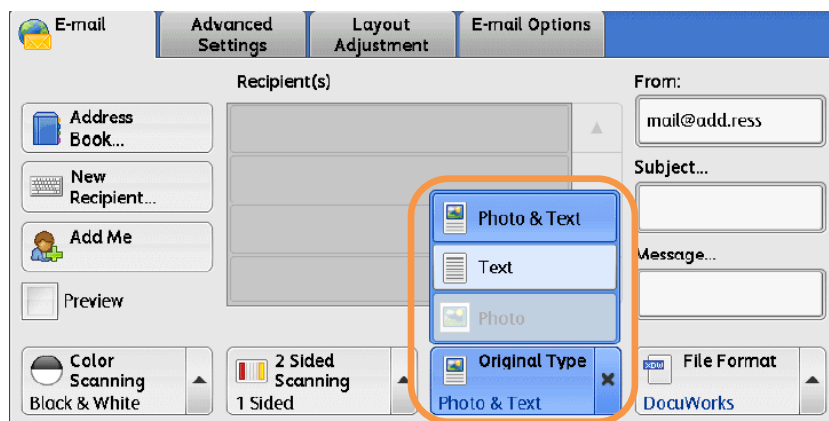 E-mail
Advanced
Settings
Layout
Adjustment
E-mail Options
Recipient(s)
From:
Address
Book...
mail@add.ress
New
Recipient...
Subject...
Add Me
Photo & Text
Text
Message...
Preview
Photo
Color
Scanning
Black & White
2 Sided
Scanning
1 Sided
Original Type
Photo & Text
XDW
File Format
DocuWorks